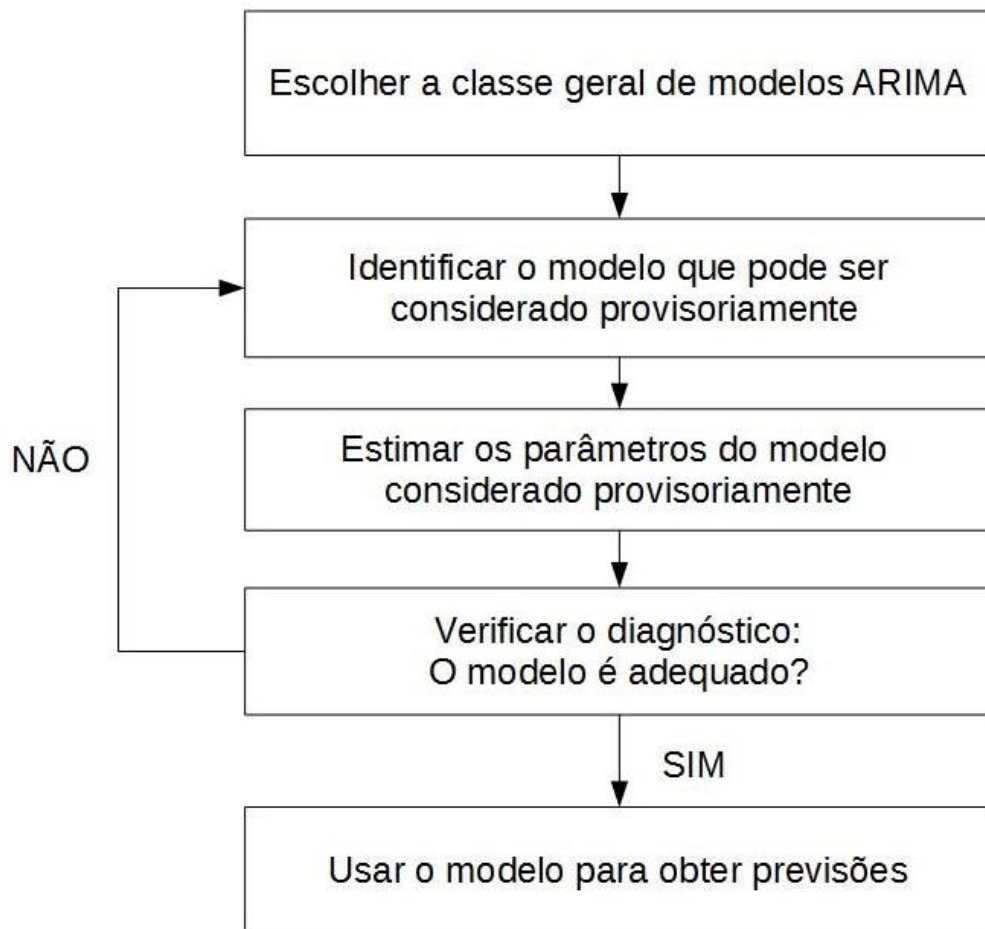 Escolher a classe geral de modelos ARIMA
Identificar o modelo que pode ser
considerado provisoriamente
NÃO
Estimar os parâmetros do modelo
considerado provisoriamente
Verificar o diagnóstico:
O modelo é adequado?
SIM
Usar o modelo para obter previsões